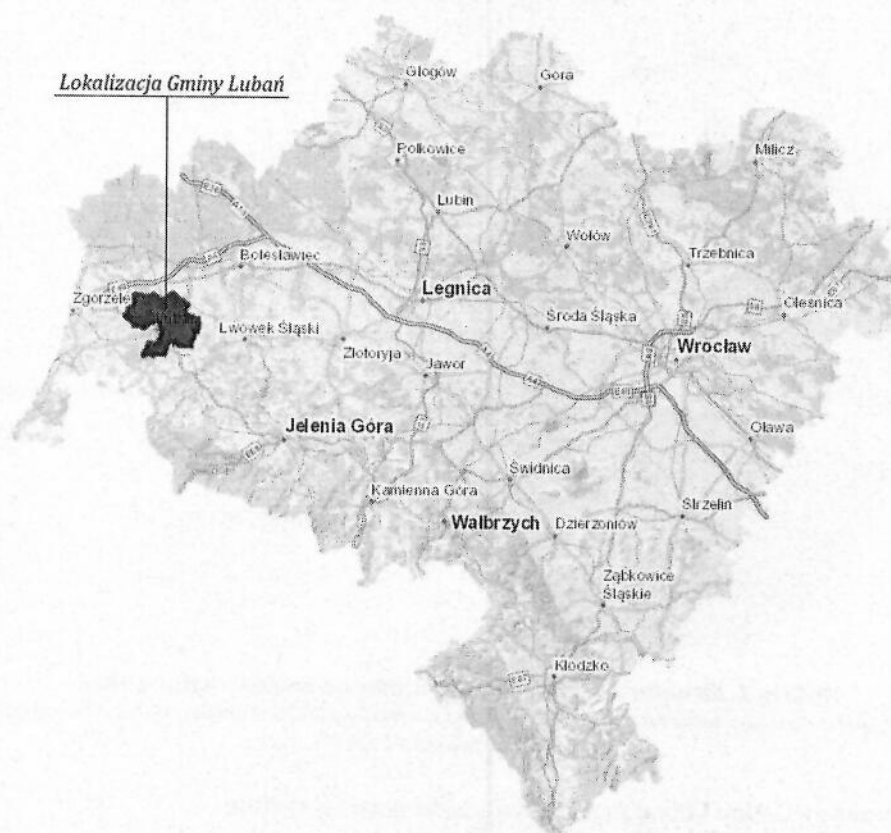 Lokalizacja Gminy Lubań
Głogów
Góra
Polkowice
Milicz
Lubin
Wołów
Trzebnica
Bolesławiec
Legnica
Oleśnica
Lwówek Śląski
Środa Śląska
Złotoryja
Wrocław
Jawor
Jelenia Góra
Oława
Świdnica
Kamienna Góra
Strzelin
Wałbrzych
Dzierżoniów
Ząbkowice
Śląskie
Kłodzko